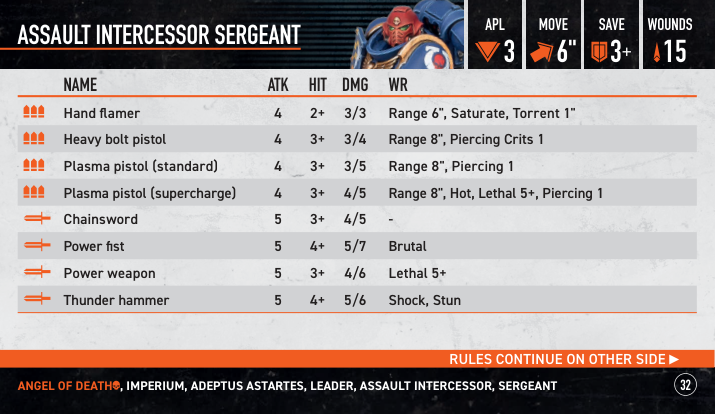 ASSAULT INTERCESSOR SERGEANT
APL MOVE SAVE WOUNDS
3 6" 3+ 15
NAME ATK HIT DMG WR
Hand flamer 4 2+ 3/3 Range 6", Saturate, Torrent 1"
Heavy bolt pistol 4 3+ 3/4 Range 8", Piercing Crits 1
Plasma pistol (standard) 4 3+ 3/5 Range 8", Piercing 1
Plasma pistol (supercharge) 4 3+ 4/5 Range 8", Hot, Lethal 5+, Piercing 1
Chainsword 5 3+ 4/5 -
Power fist 5 4+ 5/7 Brutal
Power weapon 5 3+ 4/6 Lethal 5+
Thunder hammer 5 4+ 5/6 Shock, Stun
RULES CONTINUE ON OTHER SIDE ▶
ANGEL OF DEATH, IMPERIUM, ADEPTUS ASTARTES, LEADER, ASSAULT INTERCESSOR, SERGEANT 32